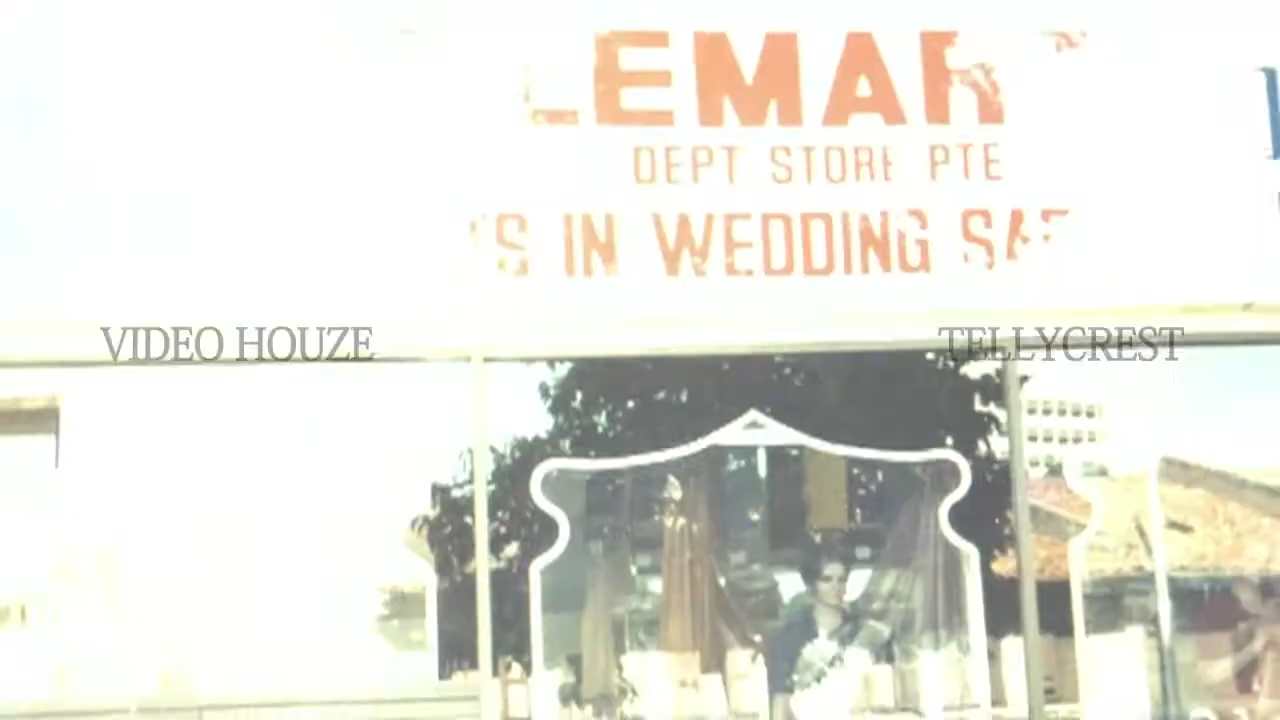 LEMAR
DEPT STORE PTE
S IN WEDDING SA
VIDEO HOUZE
TELLYCREST